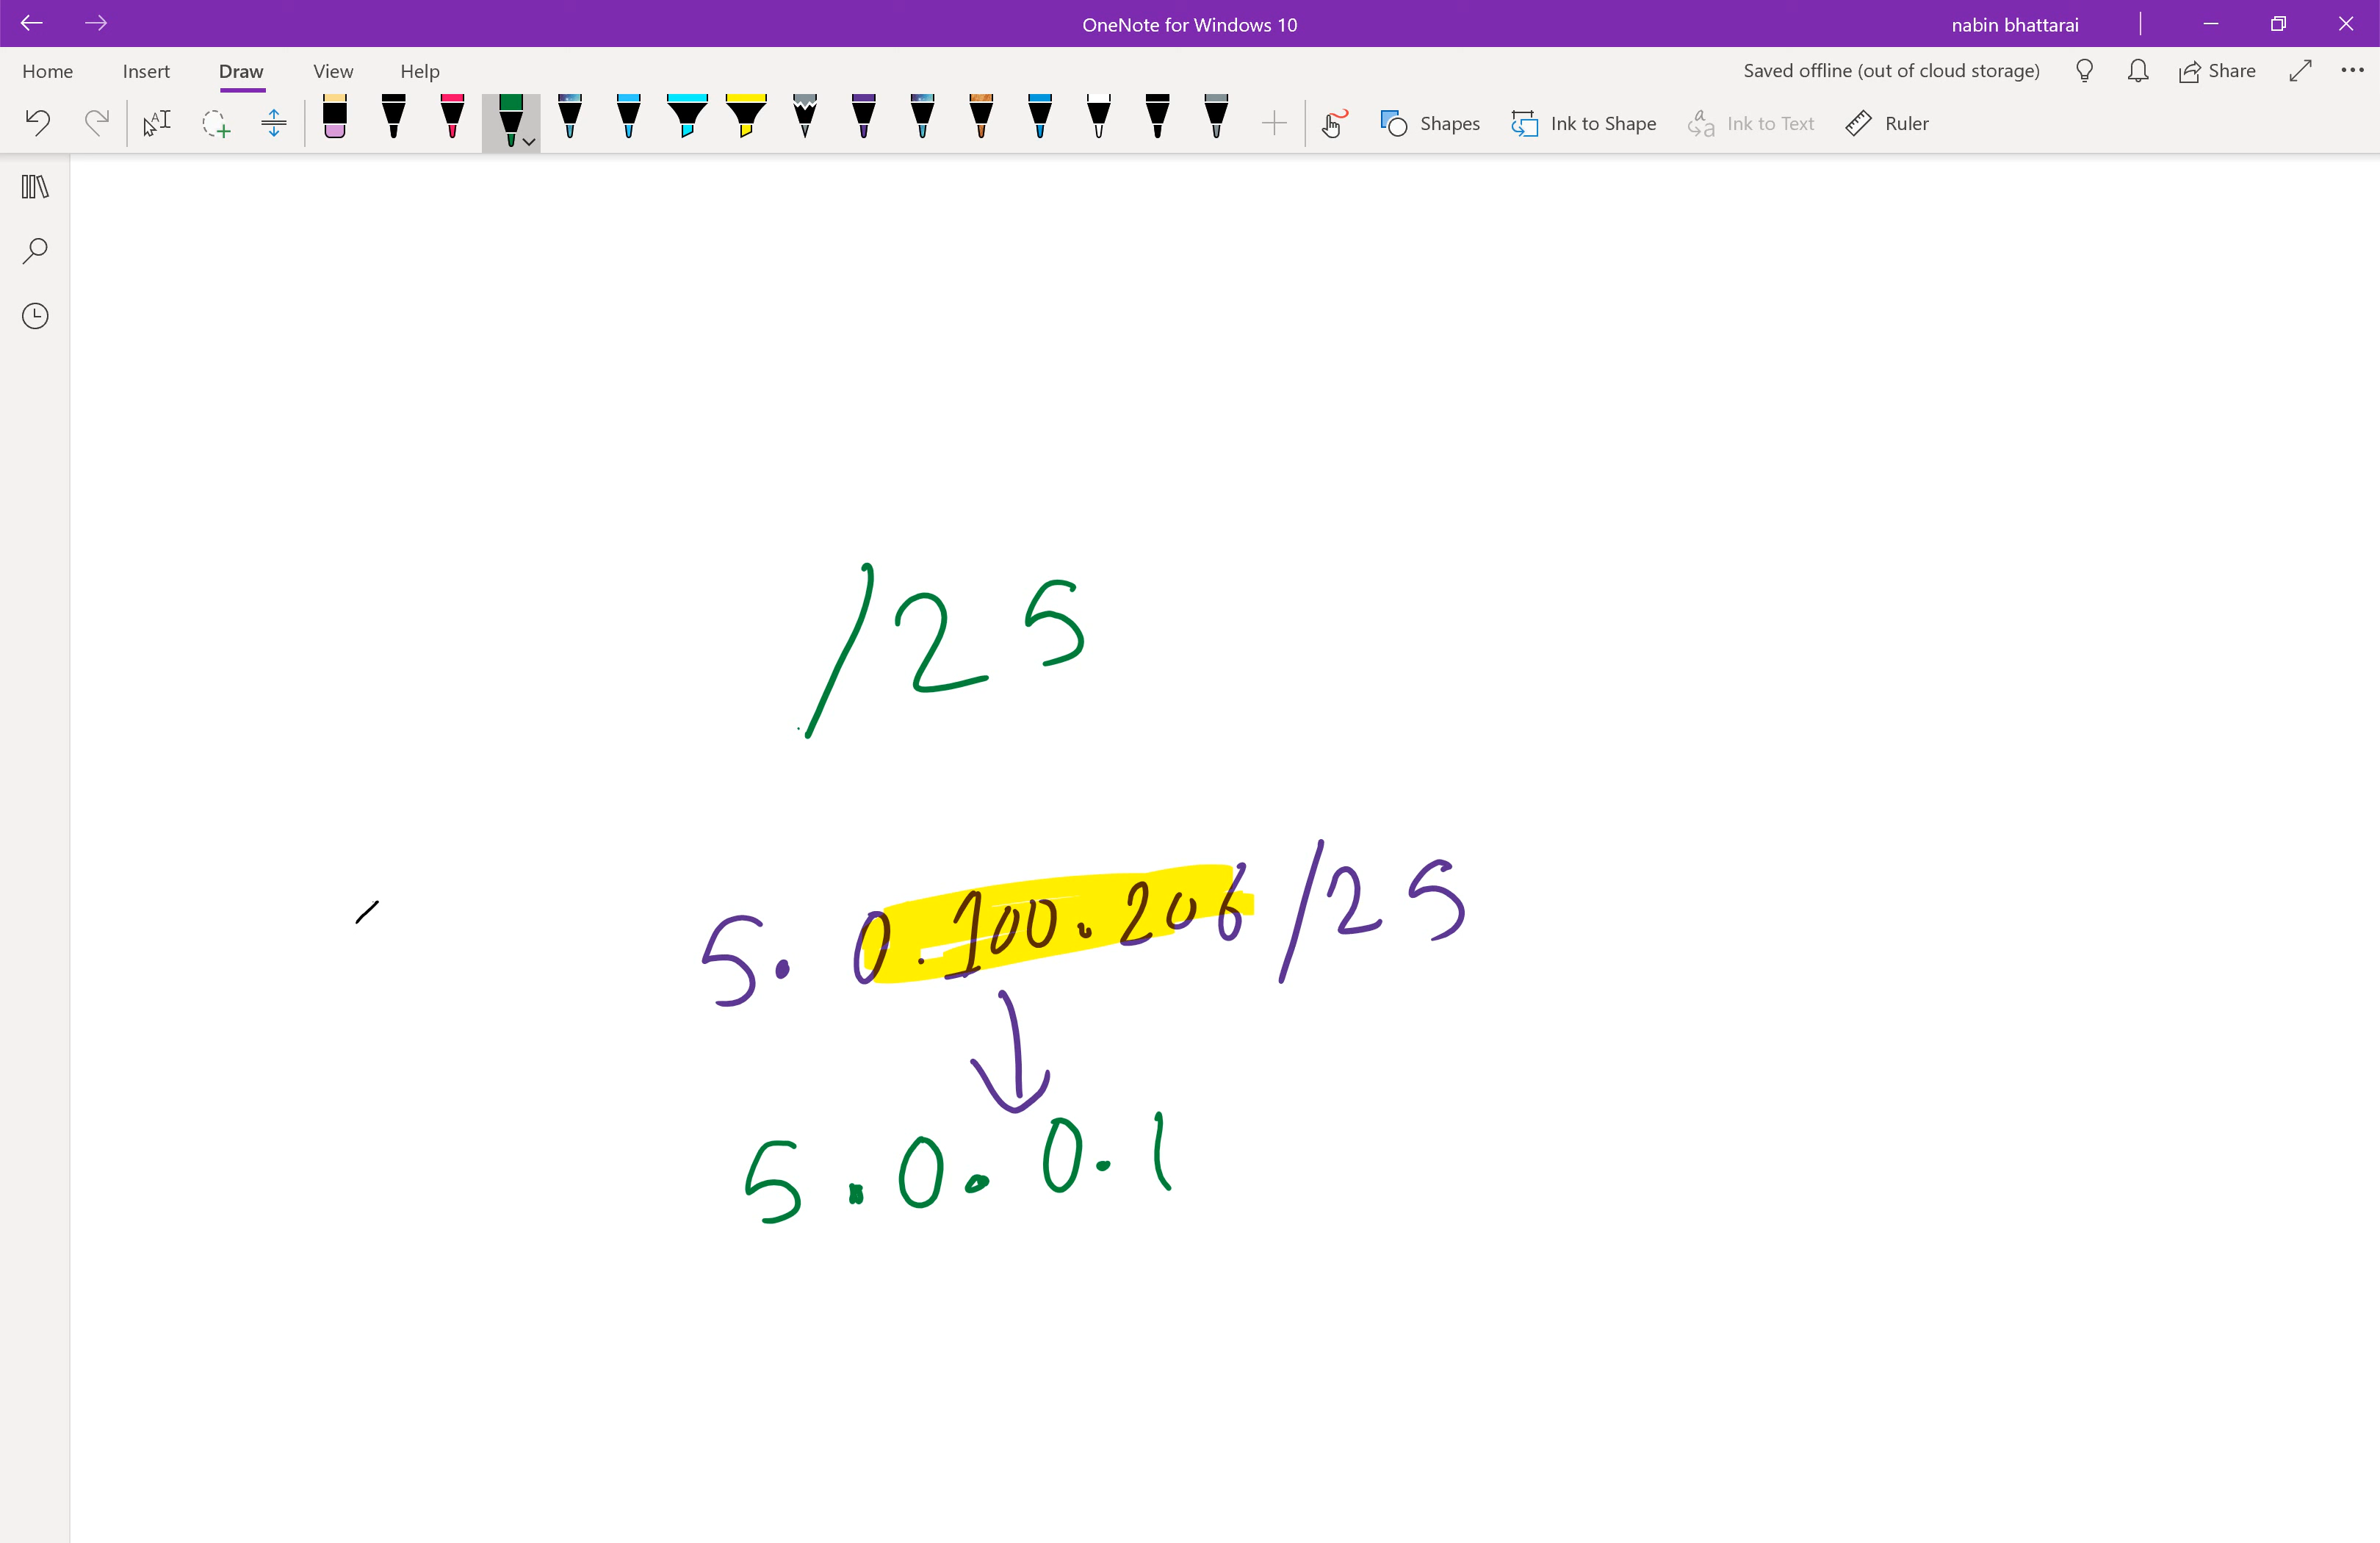 OneNote for Windows 10 nabin bhattarai
Home Insert Draw View Help Saved offline (out of cloud storage) Share
Shapes Ink to Shape Ink to Text Ruler
/25
5.0.100.206/25
5.0.0.1